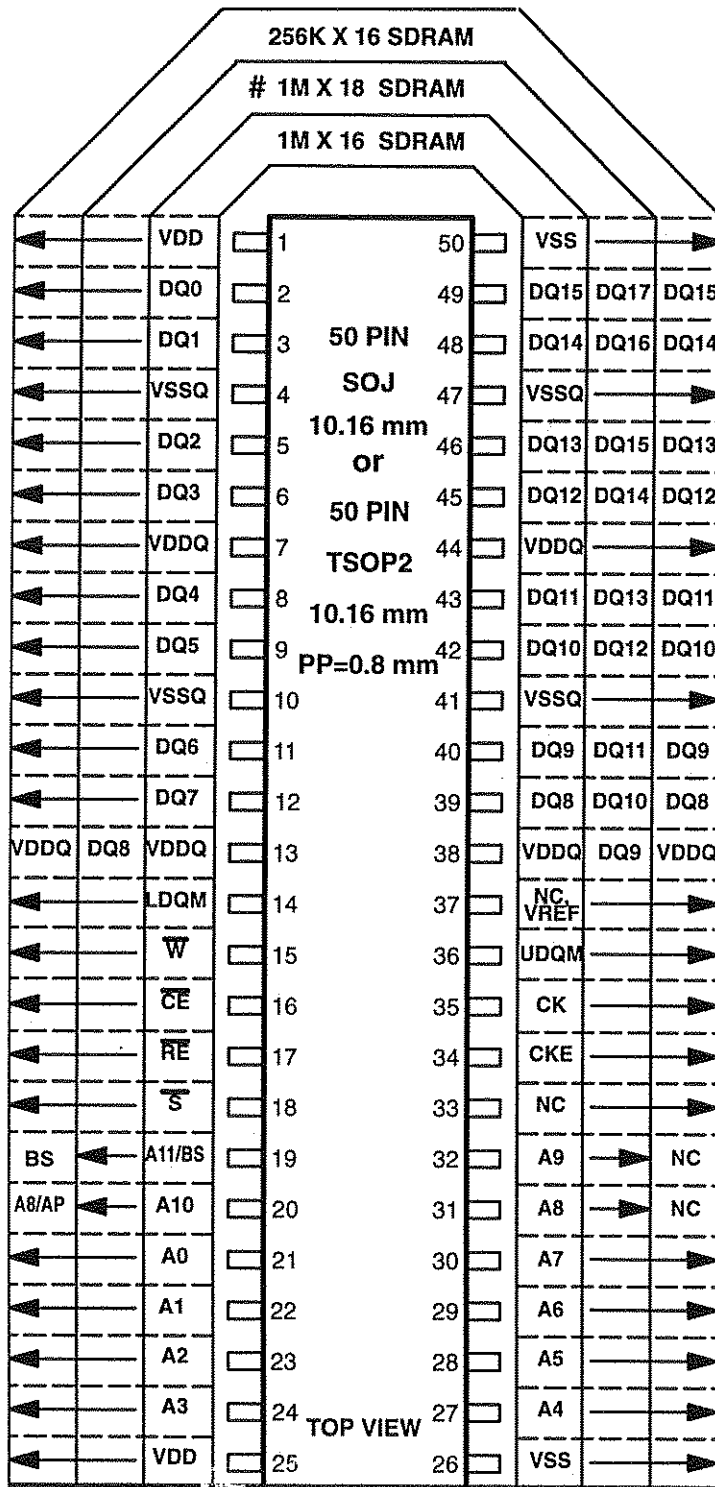 256K X 16 SDRAM
# 1M X 18 SDRAM
1M X 16 SDRAM
VDD 1 50 VSS
DQ0 2 49 DQ15 DQ17 DQ15
DQ1 3 50 PIN 48 DQ14 DQ16 DQ14
VSSQ 4 SOJ 47 VSSQ
DQ2 5 10.16 mm 46 DQ13 DQ15 DQ13
or
DQ3 6 50 PIN 45 DQ12 DQ14 DQ12
VDDQ 7 TSOP2 44 VDDQ
DQ4 8 10.16 mm 43 DQ11 DQ13 DQ11
DQ5 9 PP=0.8 mm 42 DQ10 DQ12 DQ10
VSSQ 10 41 VSSQ
DQ6 11 40 DQ9 DQ11 DQ9
DQ7 12 39 DQ8 DQ10 DQ8
VDDQ DQ8 VDDQ 13 38 VDDQ DQ9 VDDQ
LDQM 14 37 NC, VREF
W̅ 15 36 UDQM
C̅E̅ 16 35 CK
R̅E̅ 17 34 CKE
S̅ 18 33 NC
BS A11/BS 19 32 A9 NC
A8/AP A10 20 31 A8 NC
A0 21 30 A7
A1 22 29 A6
A2 23 28 A5
A3 24 TOP VIEW 27 A4
VDD 25 26 VSS